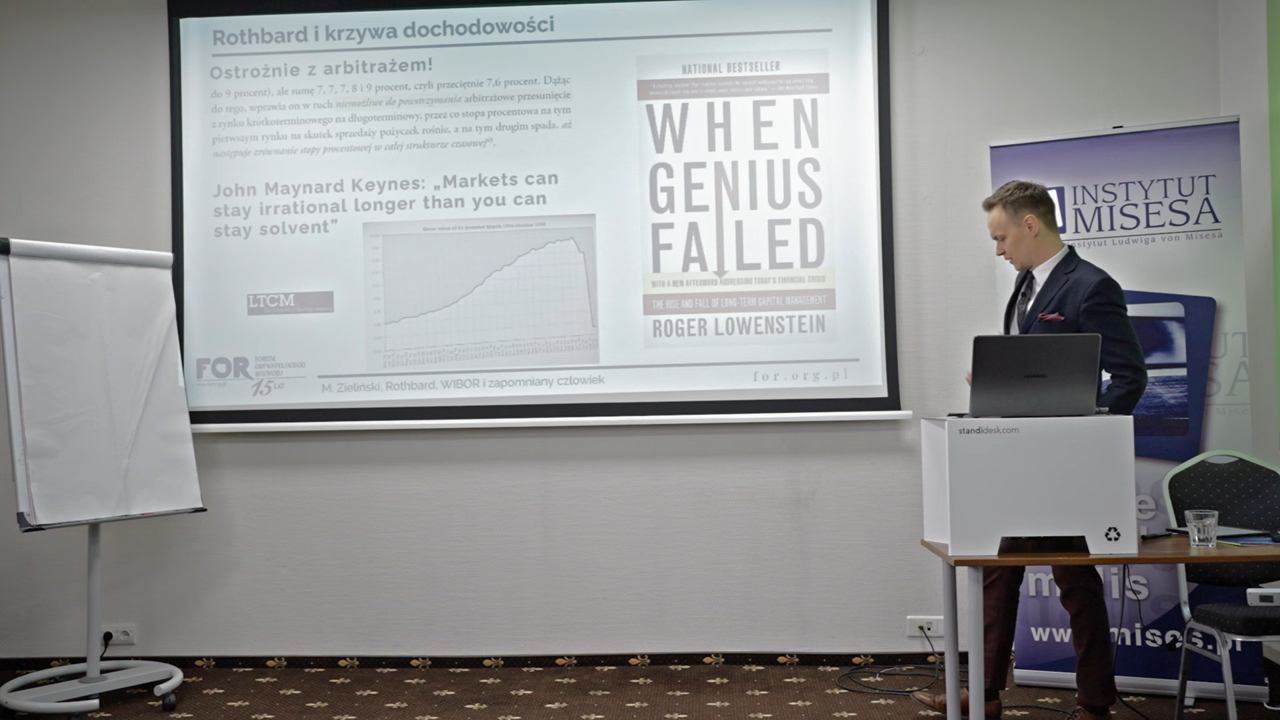 Rothbard i krzywa dochodowości
Ostrożnie z arbitrażem!
do 9 procent), ale sumę 7, 7, 7, 8 i 9 procent, czyli przeciętnie 7,6 procent. Dążąc
do tego, wprawia on w ruch niemożliwe do powstrzymania arbitrażowe przesunięcie
z rynku krótkoterminowego na długoterminowy, przez co stopa procentowa na tym
pierwszym rynku na skutek sprzedaży pożyczek rośnie, a na tym drugim spada, aż
następuje zrównanie stopy procentowej w całej strukturze czasowej
John Maynard Keynes: „Markets can
stay irrational longer than you can
stay solvent”
LTCM
FOR
FORUM
OBYWATELSKIEGO
ROZWOJU
15 LAT
M. Zieliński, Rothbard, WIBOR i zapomniany człowiek
for.org.pl
NATIONAL BESTSELLER
WHEN
GENIUS
FAILED
WITH A NEW AFTERWORD ADDRESSING TODAY'S FINANCIAL CRISIS
THE RISE AND FALL OF LONG-TERM CAPITAL MANAGEMENT
ROGER LOWENSTEIN
INSTYTUT
MISESA
Instytut Ludwiga von Misesa
standidesk.com